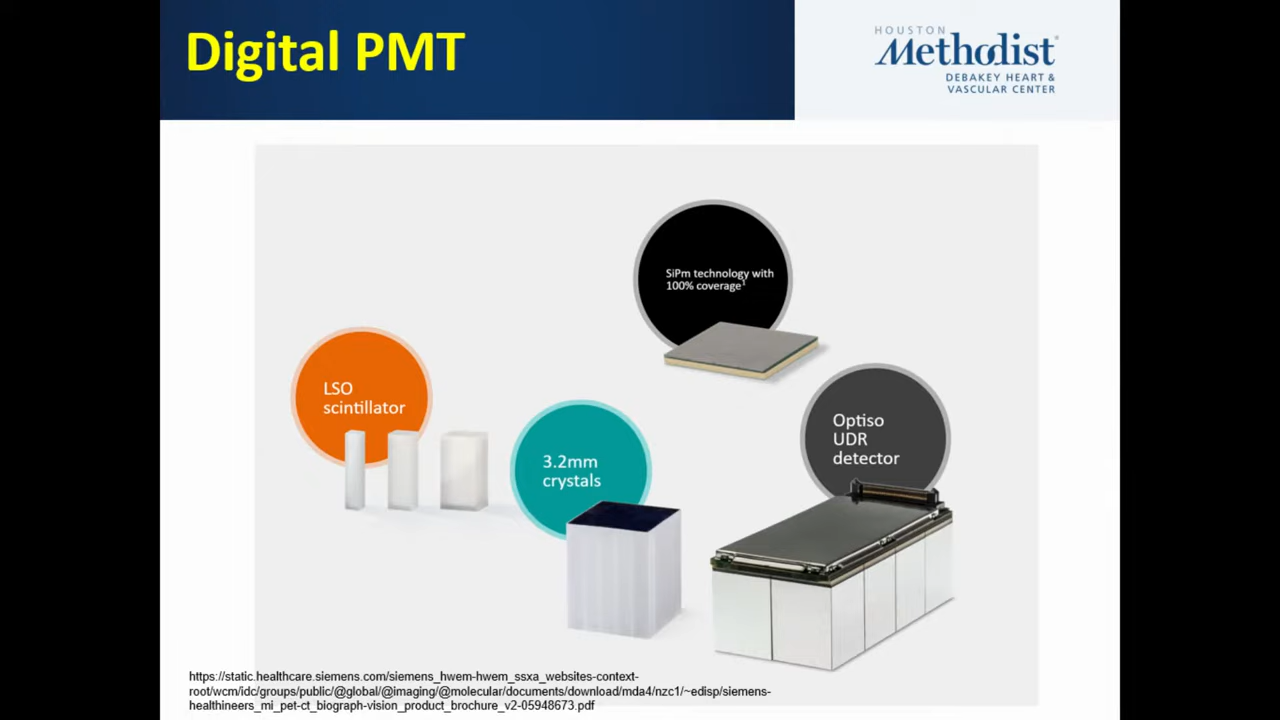 Digital PMT
HOUSTON
Methodist®
DEBAKEY HEART &
VASCULAR CENTER
SiPm technology with
100% coverage¹
LSO
scintillator
3.2mm
crystals
Optiso
UDR
detector
https://static.healthcare.siemens.com/siemens_hwem-hwem_ssxa_websites-context-
root/wcm/idc/groups/public/@global/@imaging/@molecular/documents/download/mda4/nzc1/~edisp/siemens-
healthineers_mi_pet-ct_biograph-vision_product_brochure_v2-05948673.pdf